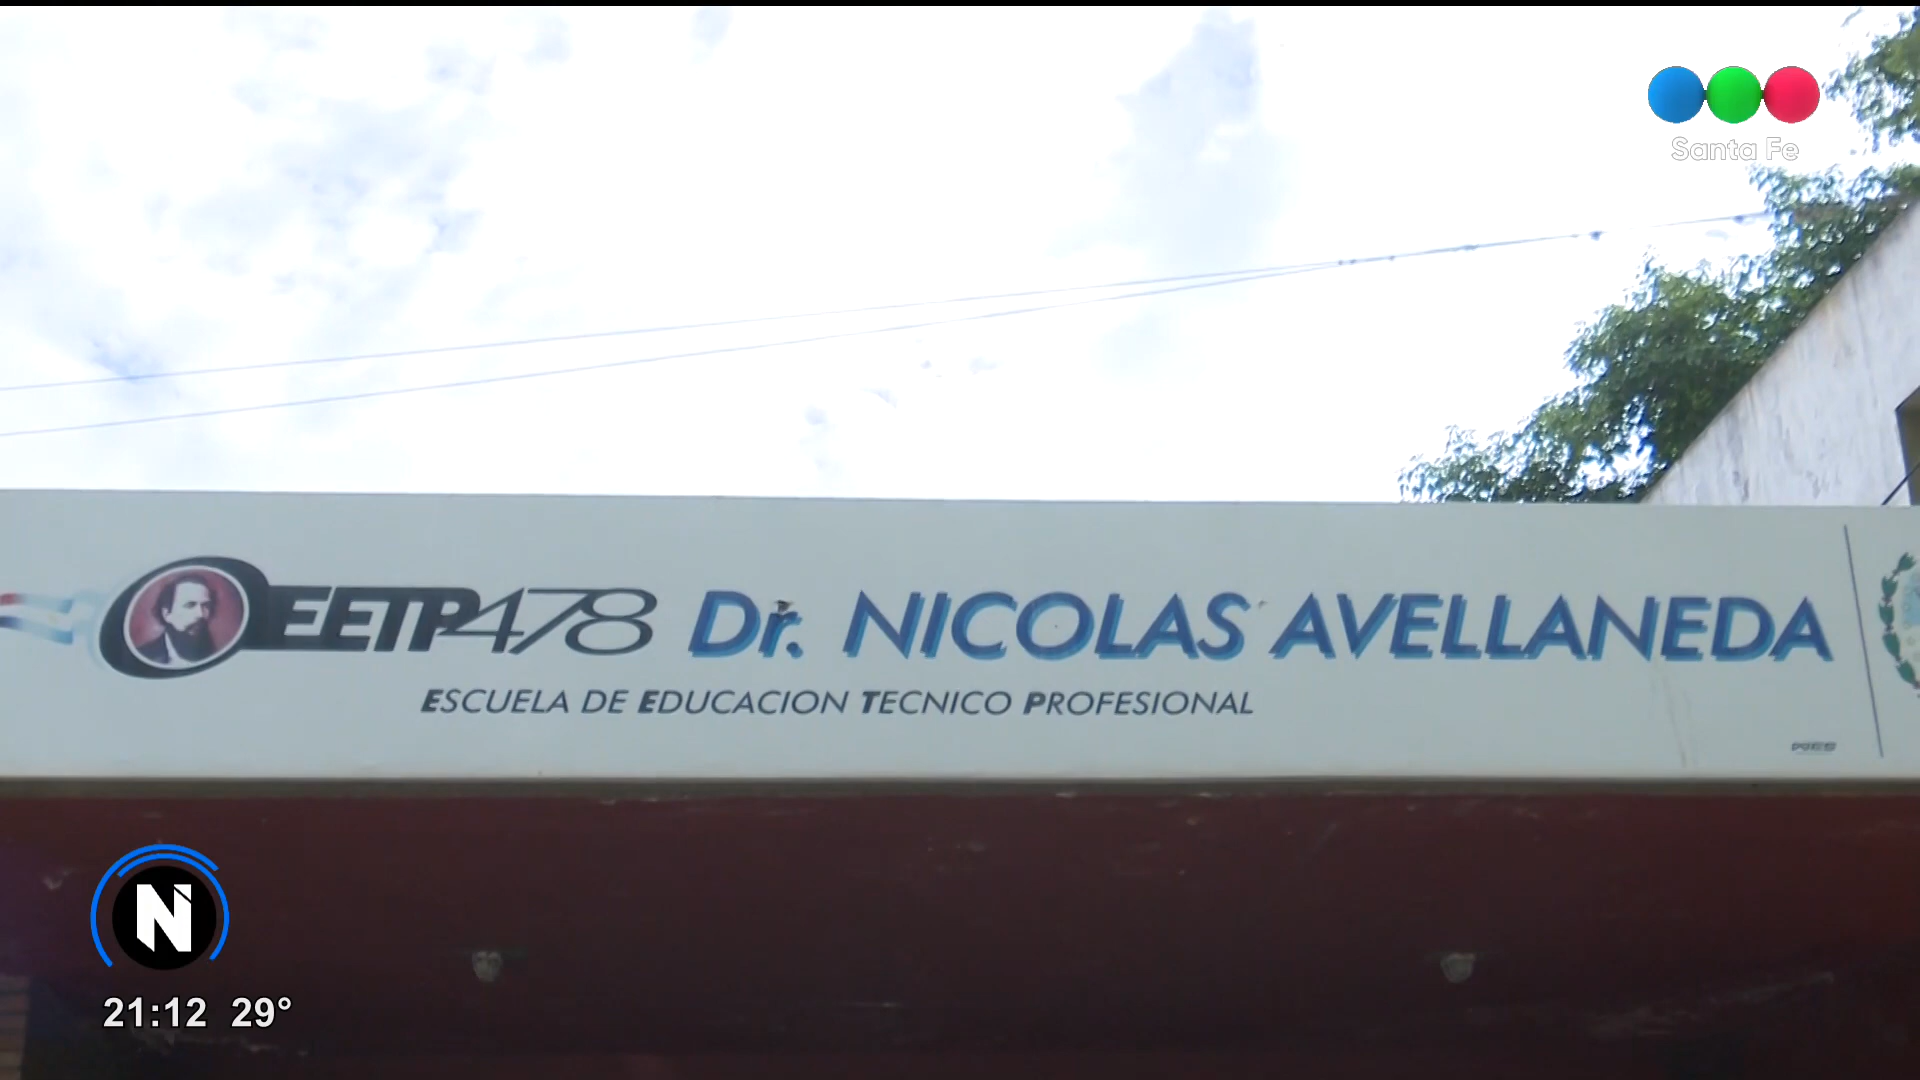 Santa Fe
EETP478 Dr. NICOLAS AVELLANEDA
ESCUELA DE EDUCACION TECNICO PROFESIONAL
N
21:12 29°